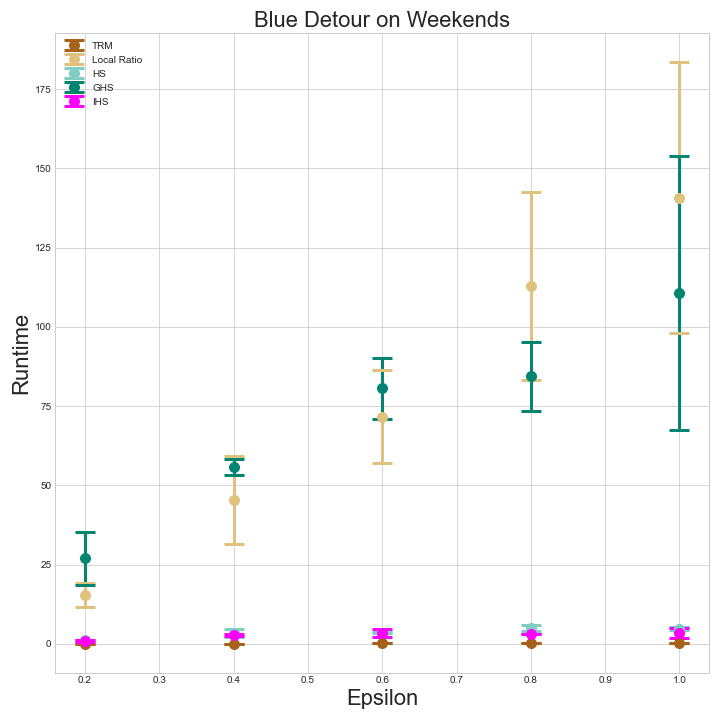 Blue Detour on Weekends
TRM
Local Ratio
HS
GHS
IHS
175
150
125
100
75
50
25
0
Runtime
0.2 0.3 0.4 0.5 0.6 0.7 0.8 0.9 1.0
Epsilon